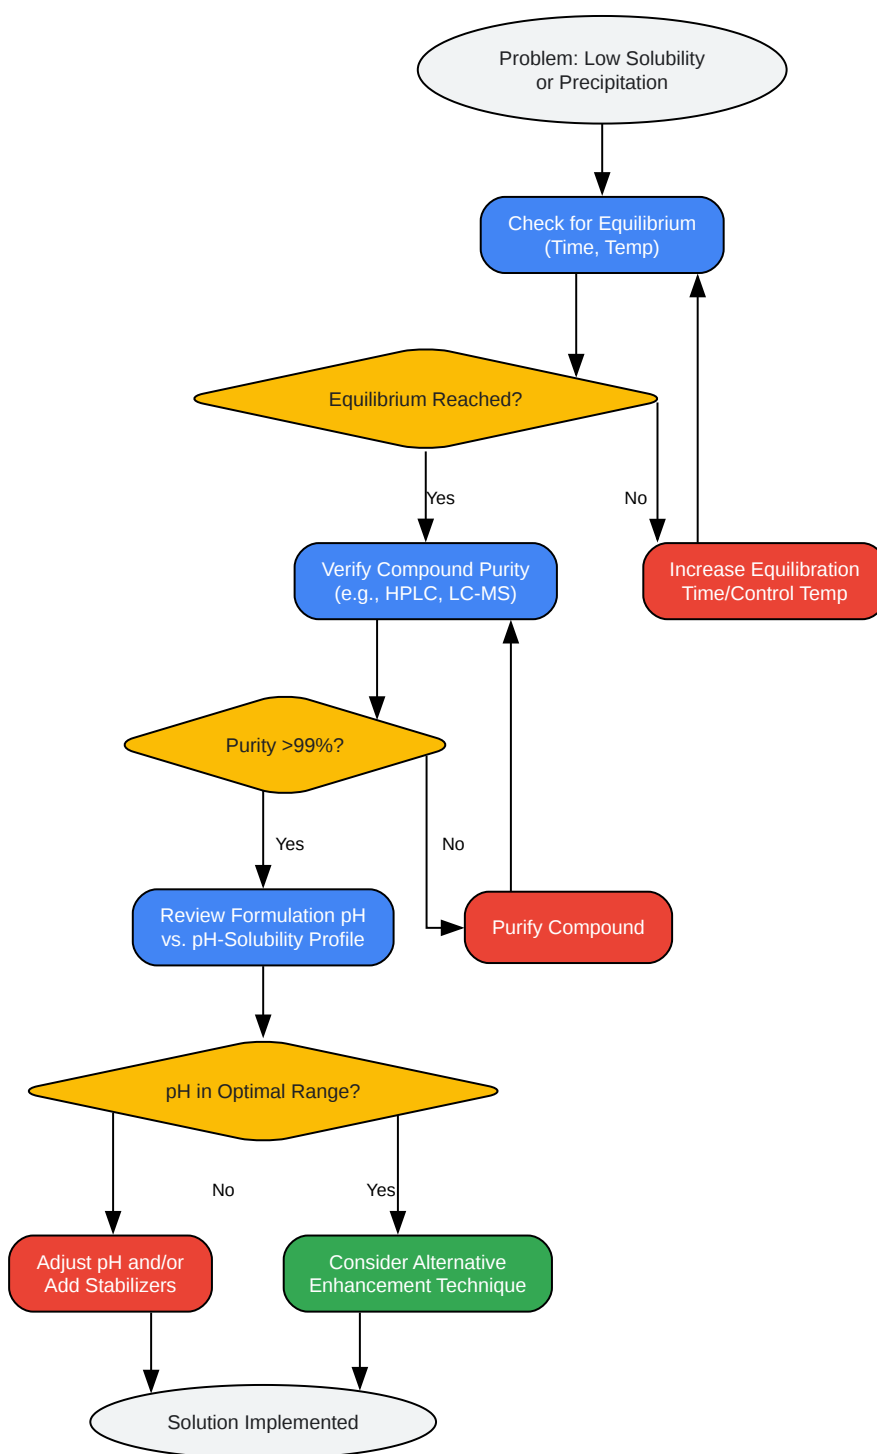 Problem: Low Solubility
or Precipitation
Check for Equilibrium
(Time, Temp)
Equilibrium Reached?
Yes
No
Verify Compound Purity
(e.g., HPLC, LC-MS)
Increase Equilibration
Time/Control Temp
Purity >99%?
Yes
No
Review Formulation pH
vs. pH-Solubility Profile
Purify Compound
pH in Optimal Range?
No
Yes
Adjust pH and/or
Add Stabilizers
Consider Alternative
Enhancement Technique
Solution Implemented